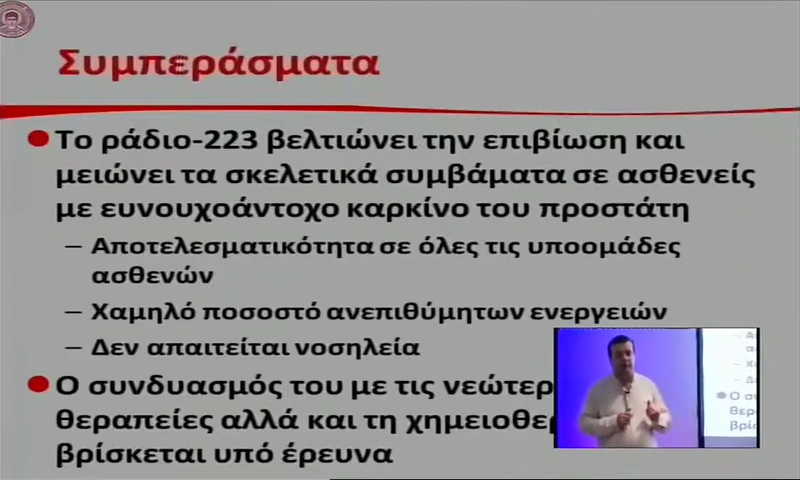 Συμπεράσματα
Το ράδιο-223 βελτιώνει την επιβίωση και
μειώνει τα σκελετικά συμβάματα σε ασθενείς
με ευνουχοάντοχο καρκίνο του προστάτη
– Αποτελεσματικότητα σε όλες τις υποομάδες
ασθενών
– Χαμηλό ποσοστό ανεπιθύμητων ενεργειών
– Δεν απαιτείται νοσηλεία
Ο συνδυασμός του με τις νεώτερ
θεραπείες αλλά και τη χημειοθε
βρίσκεται υπό έρευνα